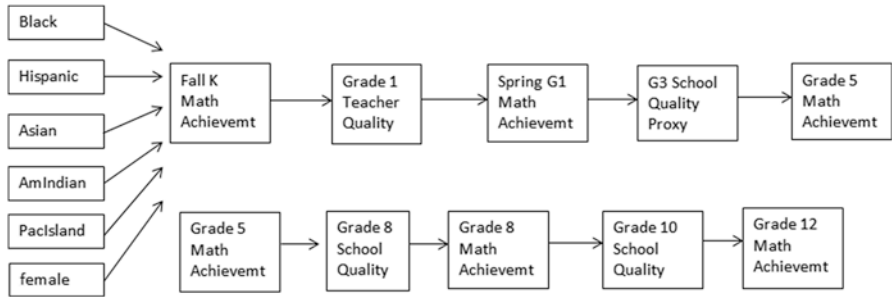 Black
Hispanic
Asian
AmIndian
PacIsland
female
Fall K
Math
Achievemt
Grade 1
Teacher
Quality
Spring G1
Math
Achievemt
G3 School
Quality
Proxy
Grade 5
Math
Achievemt
Grade 5
Math
Achievemt
Grade 8
School
Quality
Grade 8
Math
Achievemt
Grade 10
School
Quality
Grade 12
Math
Achievemt